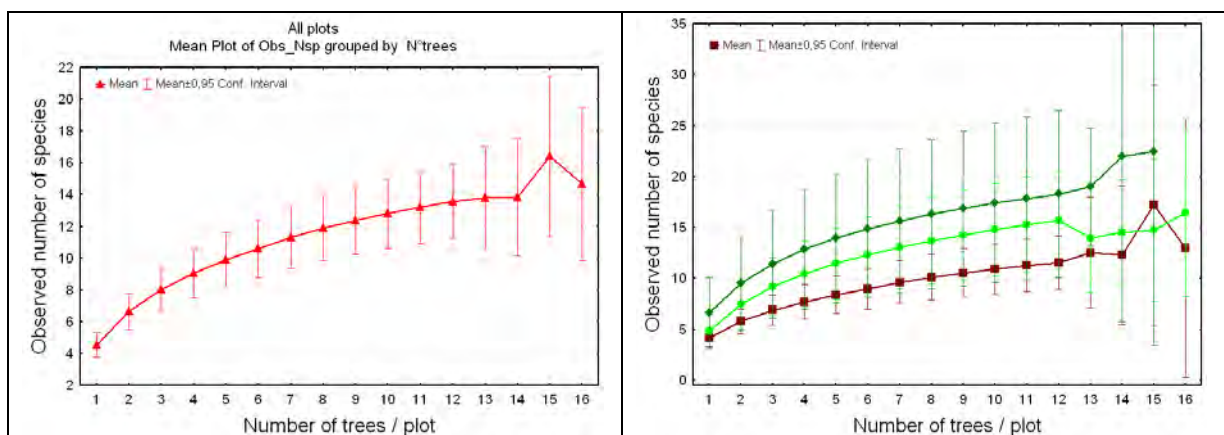 All plots
Mean Plot of Obs_Nsp grouped by N°trees
Mean Mean±0,95 Conf. Interval
Observed number of species
22
20
18
16
14
12
10
8
6
4
2
1 2 3 4 5 6 7 8 9 10 11 12 13 14 15 16
Number of trees / plot
Mean Mean±0,95 Conf. Interval
Observed number of species
35
30
25
20
15
10
5
0
1 2 3 4 5 6 7 8 9 10 11 12 13 14 15 16
Number of trees / plot